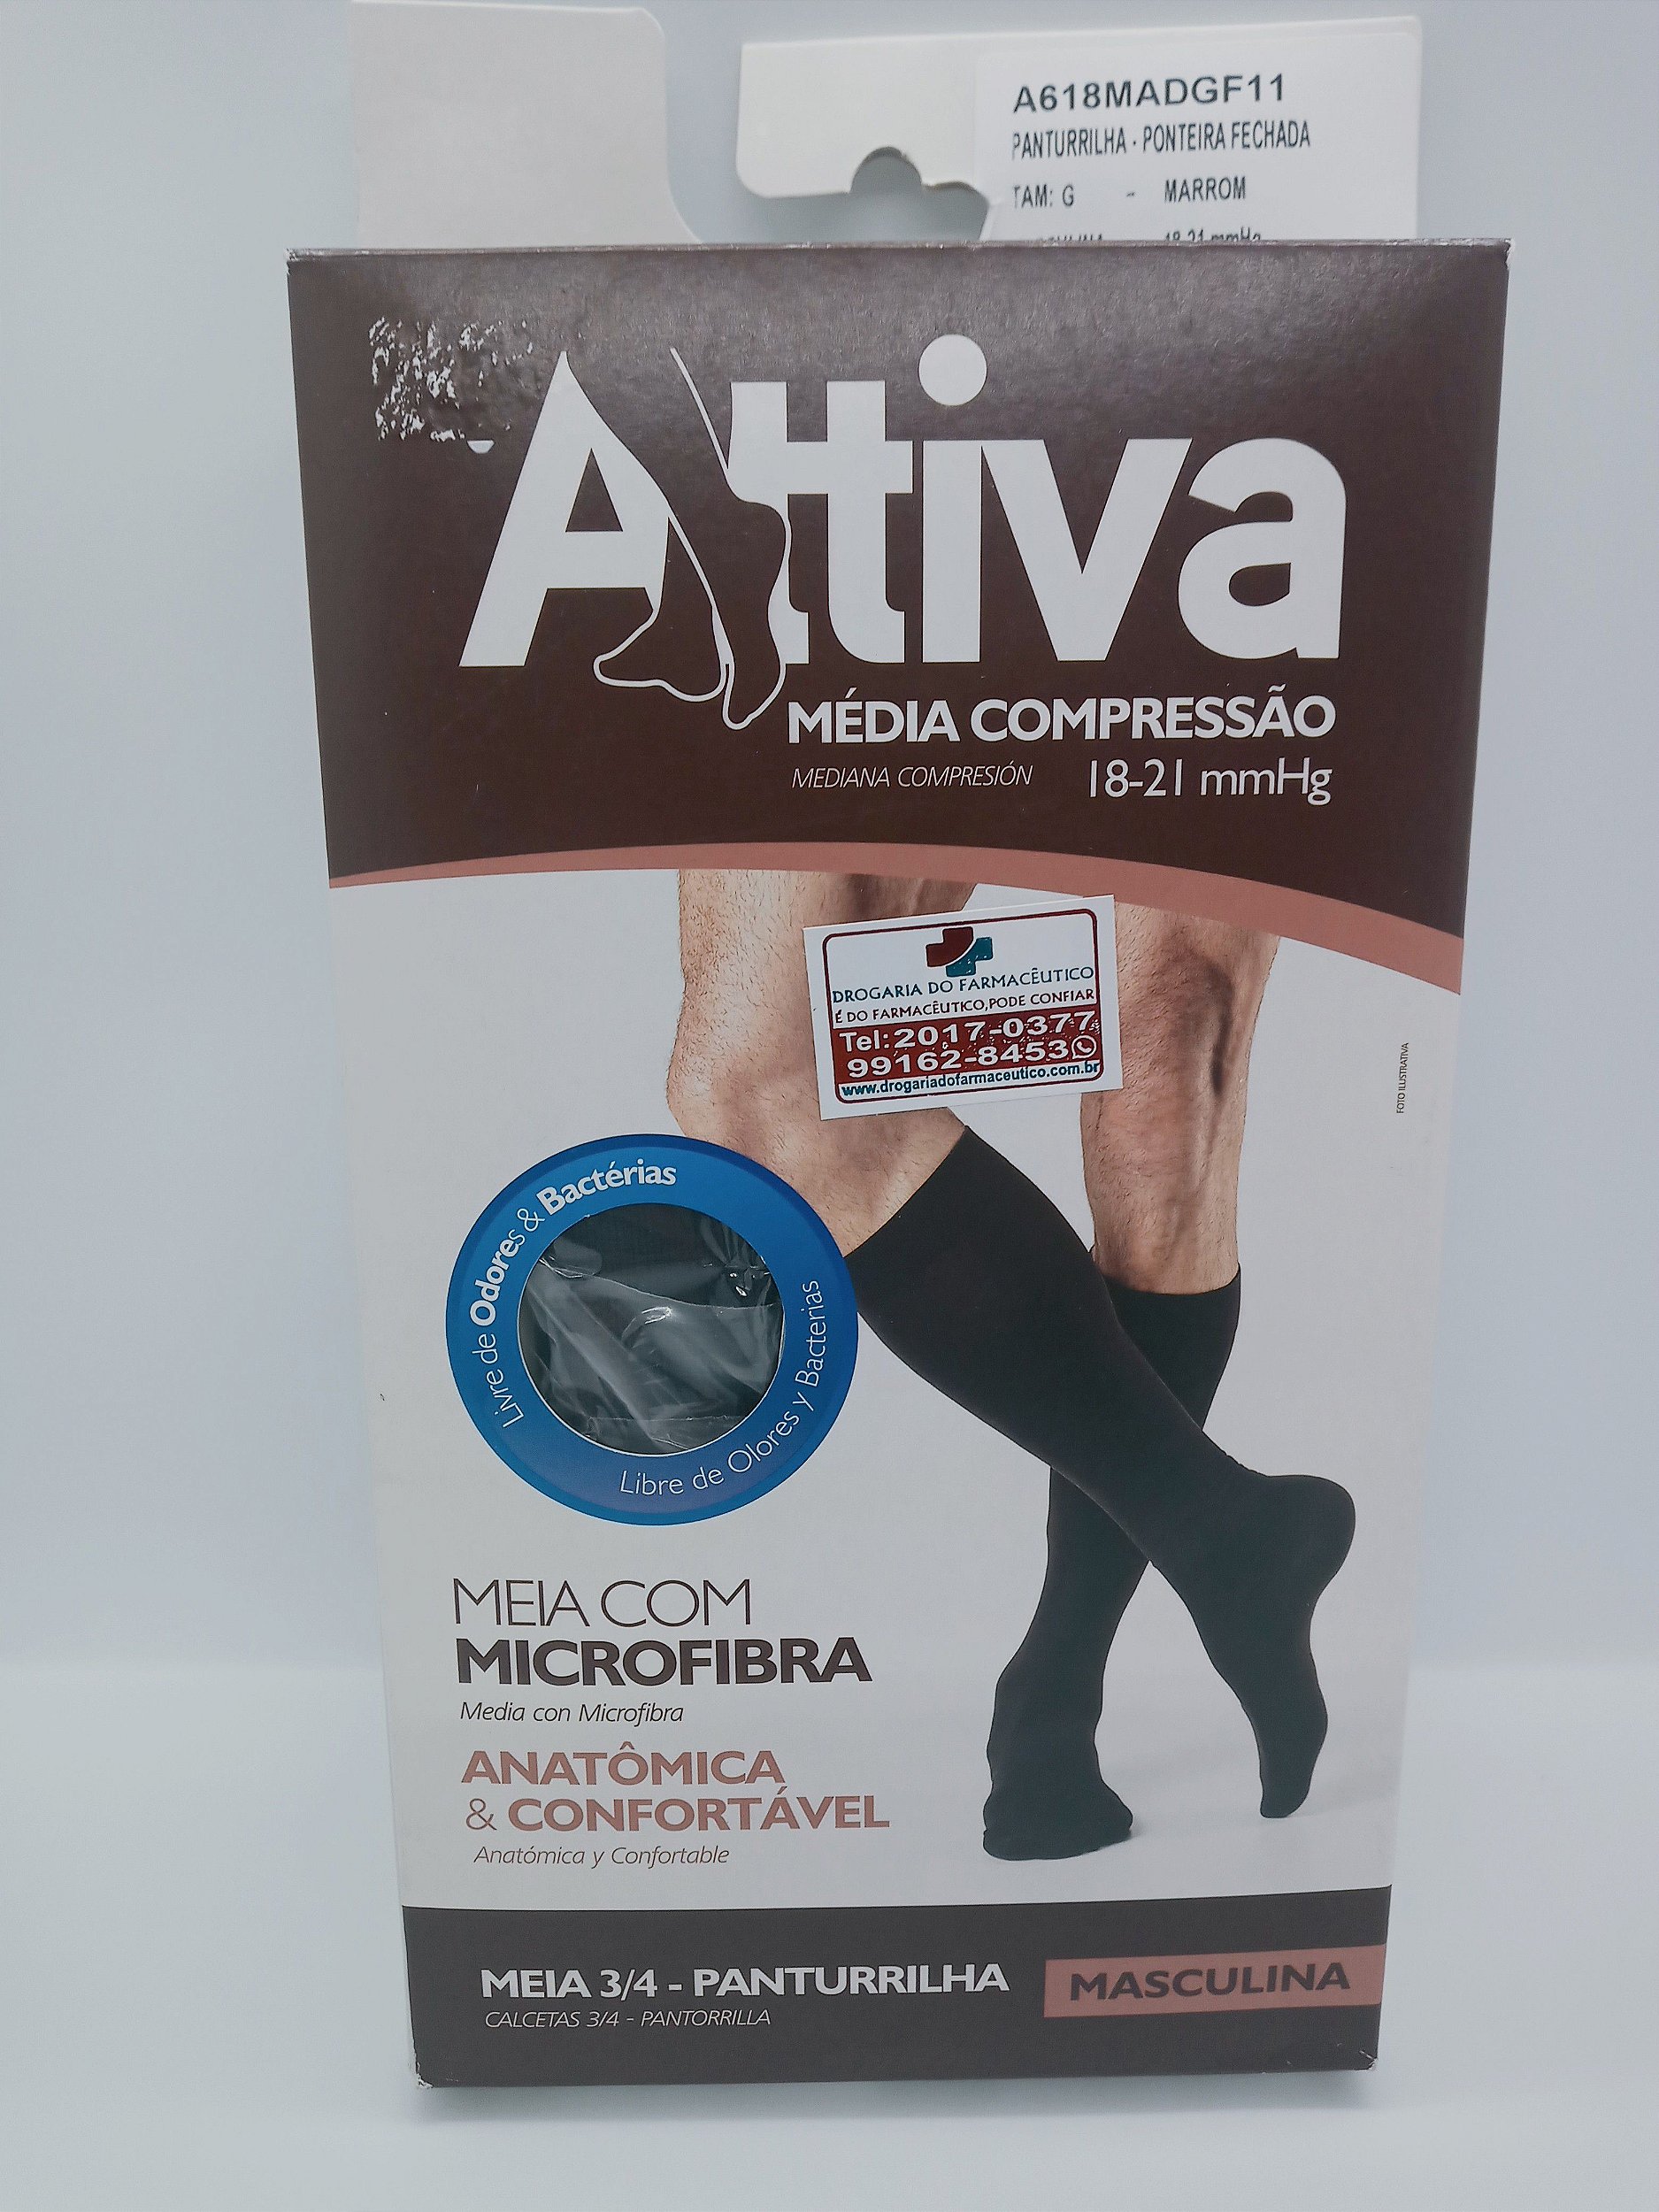 A618MADGF11
PANTURRILHA - PONTEIRA FECHADA
TAM: G - MARROM
18-21 mmHg
Attiva
MÉDIA COMPRESSÃO
MEDIANA COMPRESIÓN 18-21 mmHg
DROGARIA DO FARMACÊUTICO
É DO FARMACÊUTICO,PODE CONFIAR
Tel:2017-0377
99162-8453
www.drogariadofarmaceutico.com.br
FOTO ILUSTRATIVA
Livre de Odores & Bactérias
Libre de Olores y Bacterias
MEIA COM
MICROFIBRA
Media con Microfibra
ANATÔMICA
& CONFORTÁVEL
Anatómica y Confortable
MEIA 3/4 - PANTURRILHA MASCULINA
CALCETAS 3/4 - PANTORRILLA